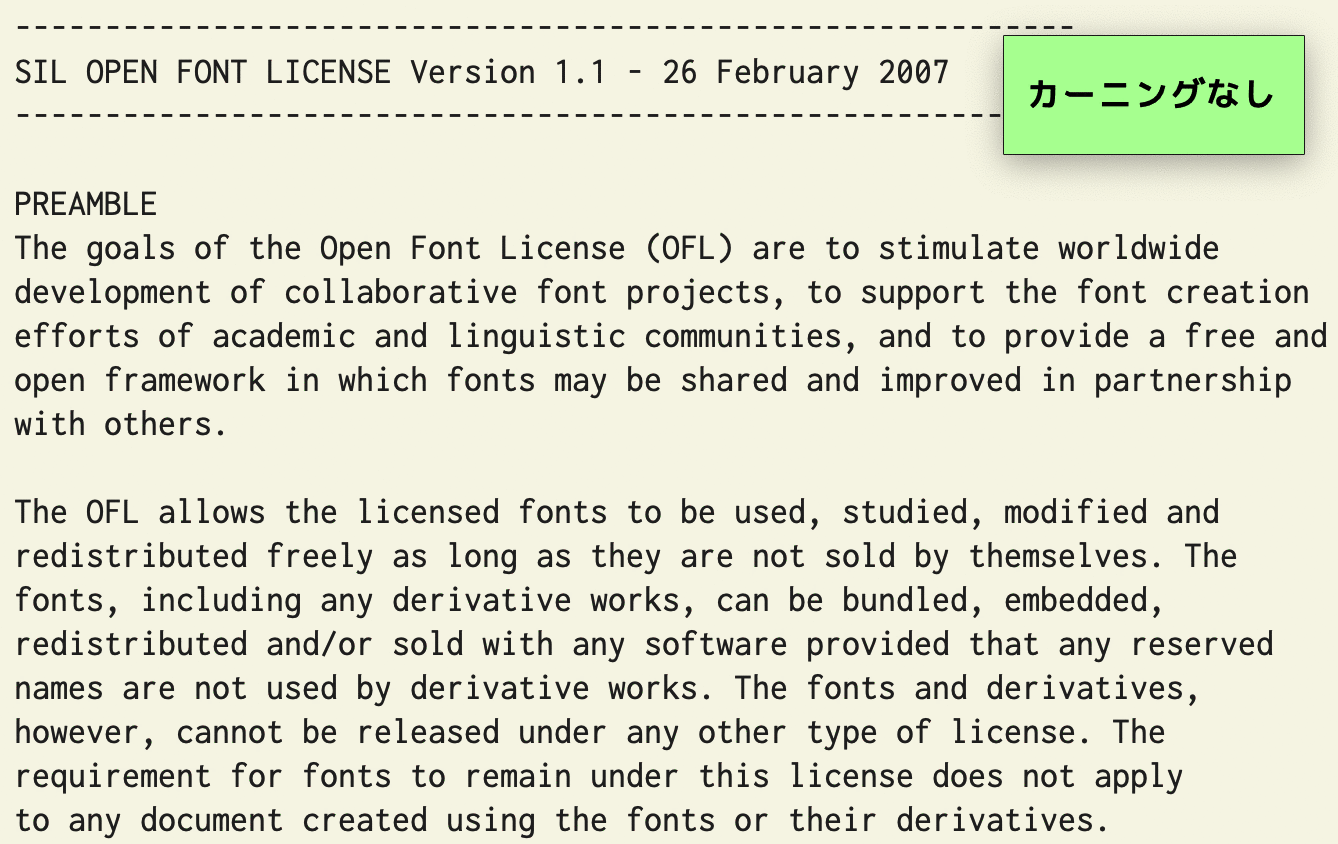 -----------------------------------------------------------
SIL OPEN FONT LICENSE Version 1.1 - 26 February 2007
-------------------------------------------------------
カーニングなし
PREAMBLE
The goals of the Open Font License (OFL) are to stimulate worldwide
development of collaborative font projects, to support the font creation
efforts of academic and linguistic communities, and to provide a free and
open framework in which fonts may be shared and improved in partnership
with others.
The OFL allows the licensed fonts to be used, studied, modified and
redistributed freely as long as they are not sold by themselves. The
fonts, including any derivative works, can be bundled, embedded,
redistributed and/or sold with any software provided that any reserved
names are not used by derivative works. The fonts and derivatives,
however, cannot be released under any other type of license. The
requirement for fonts to remain under this license does not apply
to any document created using the fonts or their derivatives.